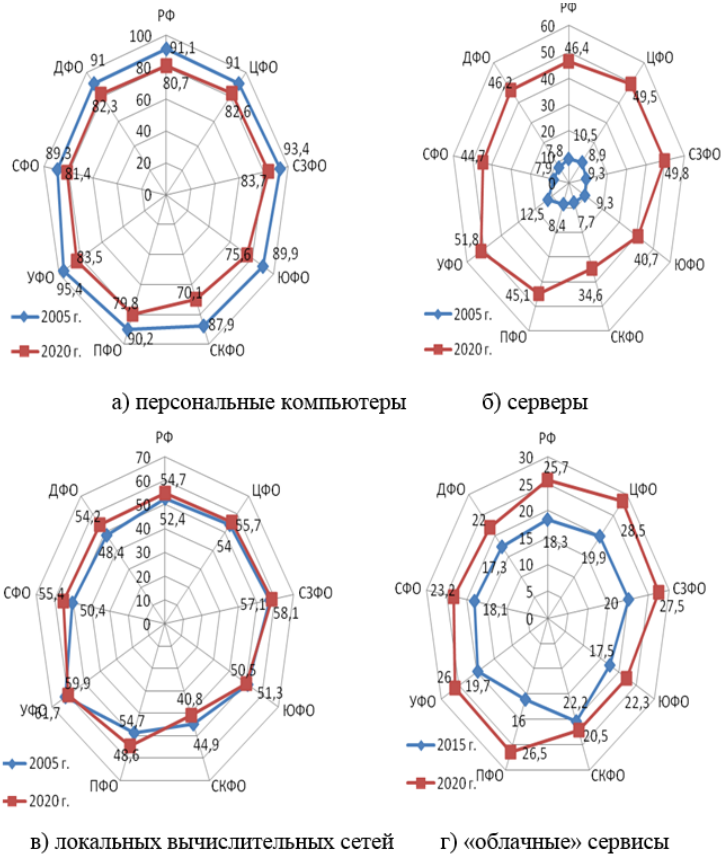 РФ
100
91,1
91
ДФО
91
ЦФО
80
80,7
82,3
82,6
60
40
89,3
СФО
81,4
93,4
СЗФО
83,7
20
0
83,5
УФО
95,4
75,6
89,9
ЮФО
79,8
70,1
90,2
ПФО
87,9
СКФО
2005 г.
2020 г.
РФ
60
50
46,4
ДФО
46,2
ЦФО
49,5
40
30
20
10
0
10,5
7,8
8,9
СФО
44,7
7,9
9,3
СЗФО
49,8
12,5
9,3
8,4
7,7
51,8
УФО
40,7
ЮФО
45,1
34,6
ПФО
СКФО
2005 г.
2020 г.
а) персональные компьютеры
б) серверы
РФ
70
60
54,7
50
52,4
ДФО
54,2
ЦФО
55,7
48,4
54
40
30
20
10
0
СФО
55,4
50,4
57,1
СЗФО
58,1
59,9
УФО
61,7
50,5
51,3
ЮФО
40,8
54,7
48,6
44,9
ПФО
СКФО
2005 г.
2020 г.
РФ
30
25,7
25
ДФО
22
ЦФО
28,5
20
18,3
19,9
17,3
15
10
5
0
СФО
23,2
18,1
20
СЗФО
27,5
17,5
26
УФО
19,7
22,3
ЮФО
16
22,2
20,5
26,5
ПФО
СКФО
2015 г.
2020 г.
в) локальных вычислительных сетей
г) «облачные» сервисы